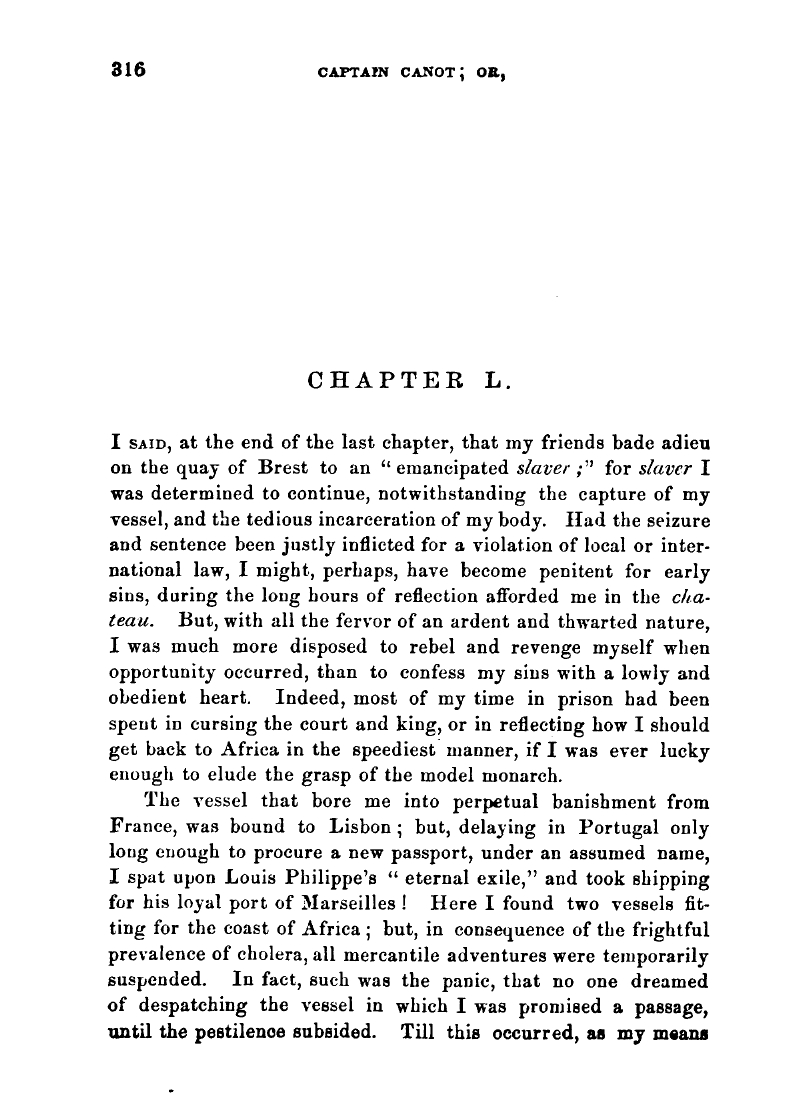 316 CAPTAIN CANOT; OR,
CHAPTER L.
I SAID, at the end of the last chapter, that my friends bade adieu
on the quay of Brest to an “ emancipated slaver ;” for slaver I
was determined to continue, notwithstanding the capture of my
vessel, and the tedious incarceration of my body. Had the seizure
and sentence been justly inflicted for a violation of local or inter-
national law, I might, perhaps, have become penitent for early
sins, during the long hours of reflection afforded me in the cha-
teau. But, with all the fervor of an ardent and thwarted nature,
I was much more disposed to rebel and revenge myself when
opportunity occurred, than to confess my sins with a lowly and
obedient heart. Indeed, most of my time in prison had been
spent in cursing the court and king, or in reflecting how I should
get back to Africa in the speediest manner, if I was ever lucky
enough to elude the grasp of the model monarch.
The vessel that bore me into perpetual banishment from
France, was bound to Lisbon ; but, delaying in Portugal only
long enough to procure a new passport, under an assumed name,
I spat upon Louis Philippe’s “ eternal exile,” and took shipping
for his loyal port of Marseilles ! Here I found two vessels fit-
ting for the coast of Africa ; but, in consequence of the frightful
prevalence of cholera, all mercantile adventures were temporarily
suspended. In fact, such was the panic, that no one dreamed
of despatching the vessel in which I was promised a passage,
until the pestilence subsided. Till this occurred, as my means